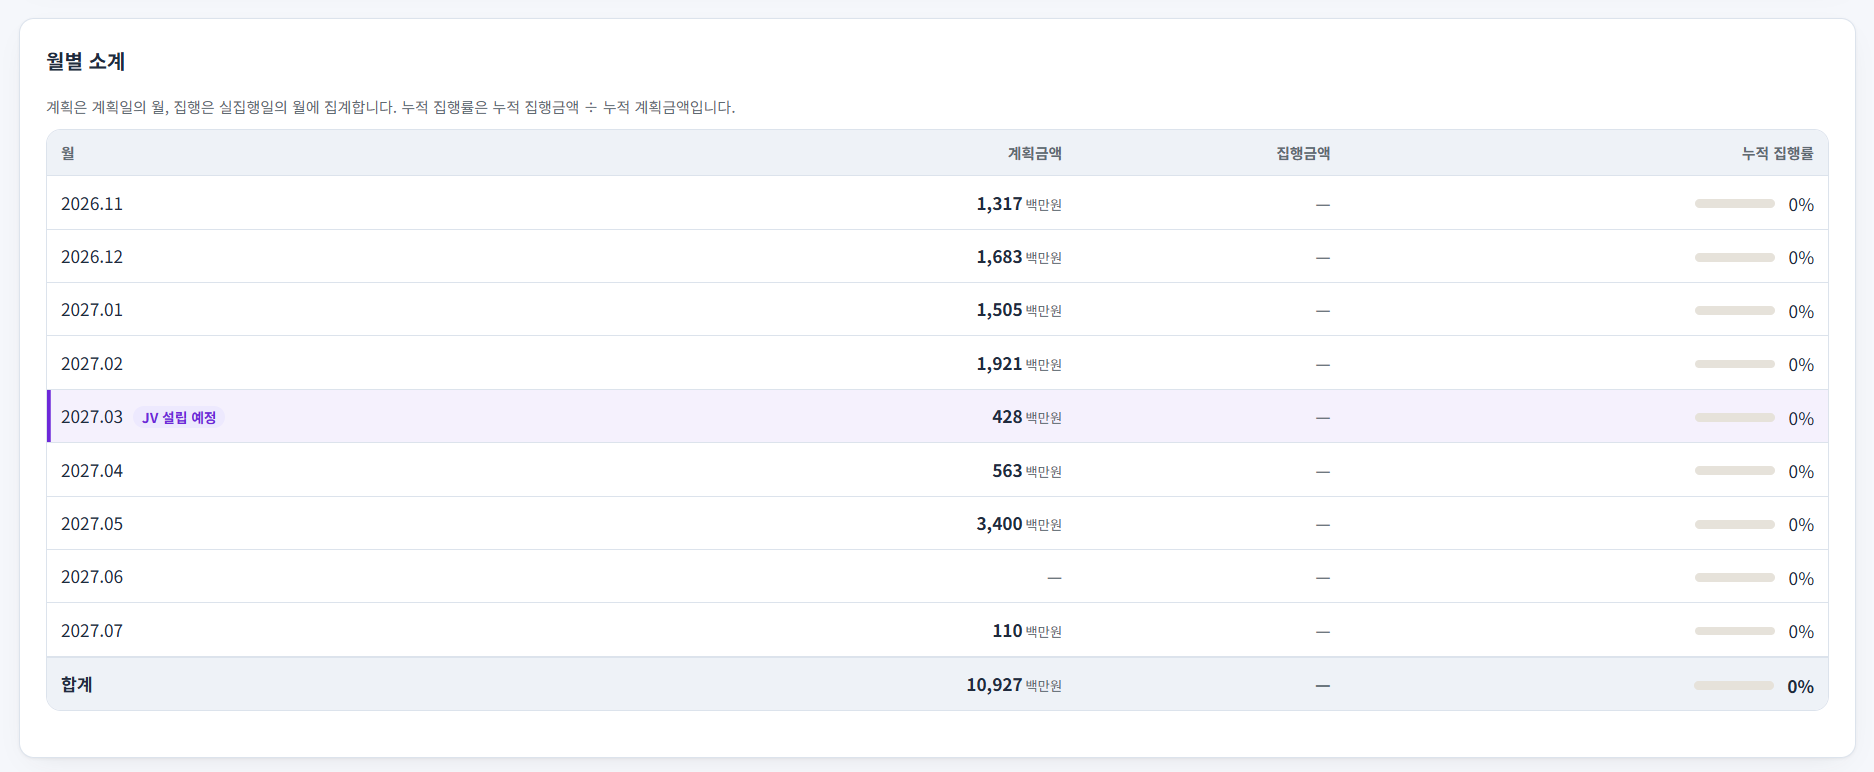 월별 소계
계획은 계획일의 월, 집행은 실집행일의 월에 집계합니다. 누적 집행률은 누적 집행금액 ÷ 누적 계획금액입니다.
월 계획금액 집행금액 누적 집행률
2026.11 1,317 백만원 — 0%
2026.12 1,683 백만원 — 0%
2027.01 1,505 백만원 — 0%
2027.02 1,921 백만원 — 0%
2027.03 JV 설립 예정 428 백만원 — 0%
2027.04 563 백만원 — 0%
2027.05 3,400 백만원 — 0%
2027.06 — — 0%
2027.07 110 백만원 — 0%
합계 10,927 백만원 — 0%